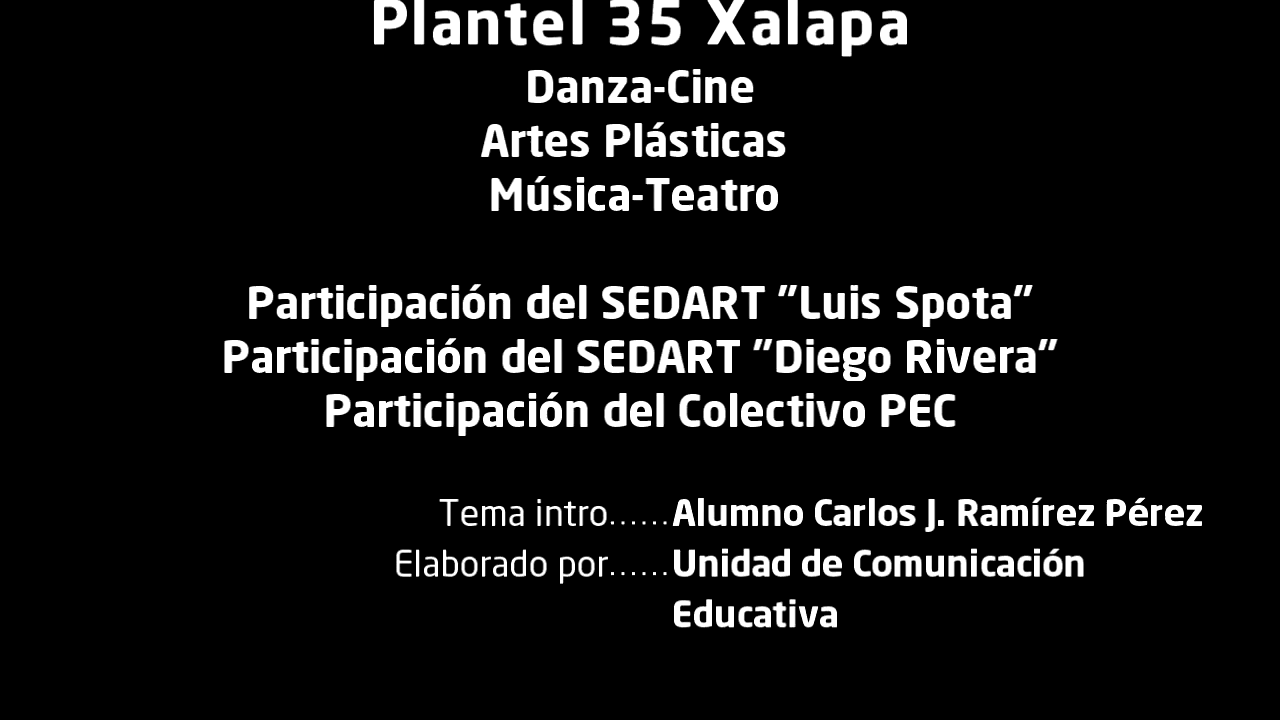 Plantel 35 Xalapa
Danza-Cine
Artes Plásticas
Música-Teatro
Participación del SEDART "Luis Spota"
Participación del SEDART "Diego Rivera"
Participación del Colectivo PEC
Tema intro......Alumno Carlos J. Ramírez Pérez
Elaborado por......Unidad de Comunicación
Educativa